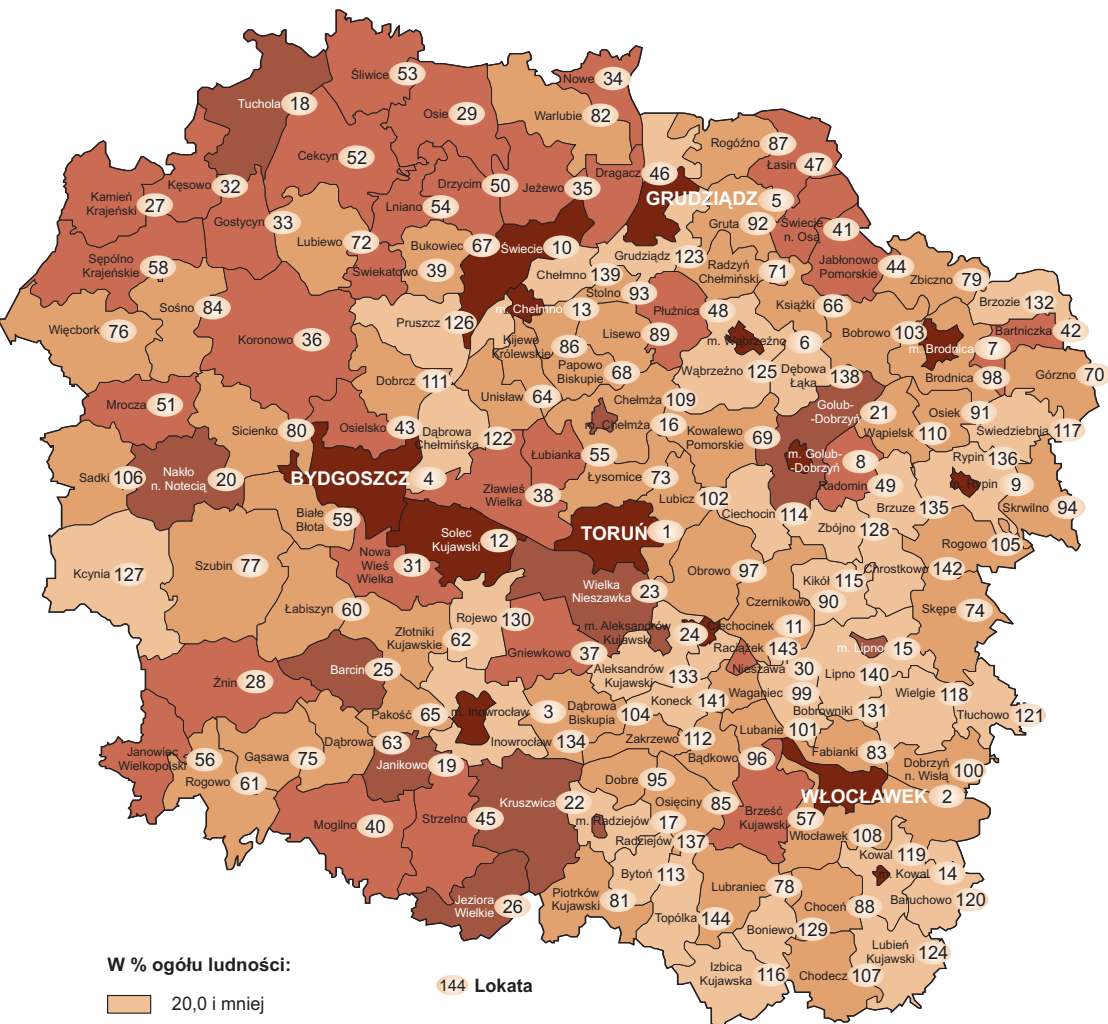 Śliwice 53
Nowe 34
Tuchola 18
Osie 29
Warlubie 82
Rogóźno 87
Łasin 47
Cekcyn 52
Kęsowo 32
Kamień
Krajeński 27
Drzycim 50
Jeżewo 35
Dragacz 46
GRUDZIĄDZ 5
Gostycyn 33
Lniano 54
Gruta 92
Świecie
n. Osą 41
Lubiewo 72
Bukowiec 67
Świecie 10
Sępólno
Krajeńskie 58
Świekatowo 39
Chełmno 139
Grudziądz 123
Radzyń
Chełmiński 71
Jabłonowo
Pomorskie 44
Zbiczno 79
Sośno 84
Stolno 93
Książki 66
Brzozie 132
Więcbork 76
Koronowo 36
Pruszcz 126
m. Chełmno 13
Płużnica 48
Bobrowo 103
Bartniczka 42
Kijewo
Królewskie 86
Lisewo 89
m. Wąbrzeźno 6
m. Brodnica 7
Papowo
Biskupie 68
Wąbrzeźno 125
Dębowa
Łąka 138
Brodnica 98
Górzno 70
Dobrcz 111
Unisław 64
Chełmża 109
Mrocza 51
Sicienko 80
Osielsko 43
Dąbrowa
Chełmińska 122
m. Chełmża 16
Kowalewo
Pomorskie 69
Golub-
Dobrzyń 21
Osiek 91
Wąpielsk 110
Świedziebnia 117
Łubianka 55
m. Golub-
-Dobrzyń 8
Rypin 136
Sadki 106
Nakło
n. Notecią 20
BYDGOSZCZ 4
Zławieś
Wielka 38
Łysomice 73
Radomin 49
m. Rypin 9
Lubicz 102
Ciechocin 114
Brzuze 135
Skrwilno 94
Białe
Błota 59
Solec
Kujawski 12
TORUŃ 1
Zbójno 128
Rogowo 105
Kcynia 127
Szubin 77
Nowa
Wieś
Wielka 31
Wielka
Nieszawka 23
Obrowo 97
Kikół 115
Chrostkowo 142
Czernikowo 90
Skępe 74
Łabiszyn 60
Złotniki
Kujawskie 62
Rojewo 130
m. Aleksandrów
Kujawski 24
Ciechocinek 11
Raciążek 143
m. Lipno 15
Barcin 25
Gniewkowo 37
Żnin 28
Aleksandrów
Kujawski 133
Nieszawa 30
Lipno 140
Koneck 141
Waganiec 99
Wielgie 118
Pakość 65
m. Inowrocław 3
Dąbrowa
Biskupia 104
Bobrowniki 131
Tłuchowo 121
Janowiec
Wielkopolski 56
Gąsawa 75
Dąbrowa 63
Inowrocław 134
Zakrzewo 112
Lubanie 101
Bądkowo 96
Fabianki 83
Rogowo 61
Janikowo 19
Dobre 95
Dobrzyń
n. Wisłą 100
WŁOCŁAWEK 2
Kruszwica 22
Osięciny 85
Mogilno 40
Strzelno 45
m. Radziejów 17
Brześć
Kujawski 57
Włocławek 108
Radziejów 137
Kowal 119
Bytoń 113
m. Kowal 14
Lubraniec 78
Jeziora
Wielkie 26
Piotrków
Kujawski 81
Choceń 88
Baruchowo 120
Topólka 144
Boniewo 129
Lubień
Kujawski 124
Izbica
Kujawska 116
Chodecz 107
W % ogółu ludności:
144 Lokata
20,0 i mniej